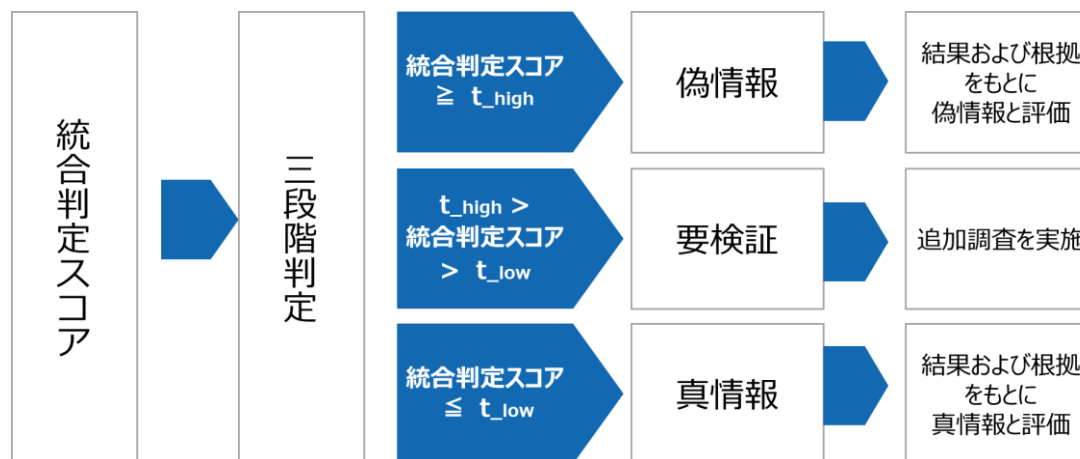 統合判定スコア
三段階判定
統合判定スコア
≧ t_high
偽情報
結果および根拠
をもとに
偽情報と評価
t_high >
統合判定スコア
> t_low
要検証
追加調査を実施
統合判定スコア
≦ t_low
真情報
結果および根拠
をもとに
真情報と評価